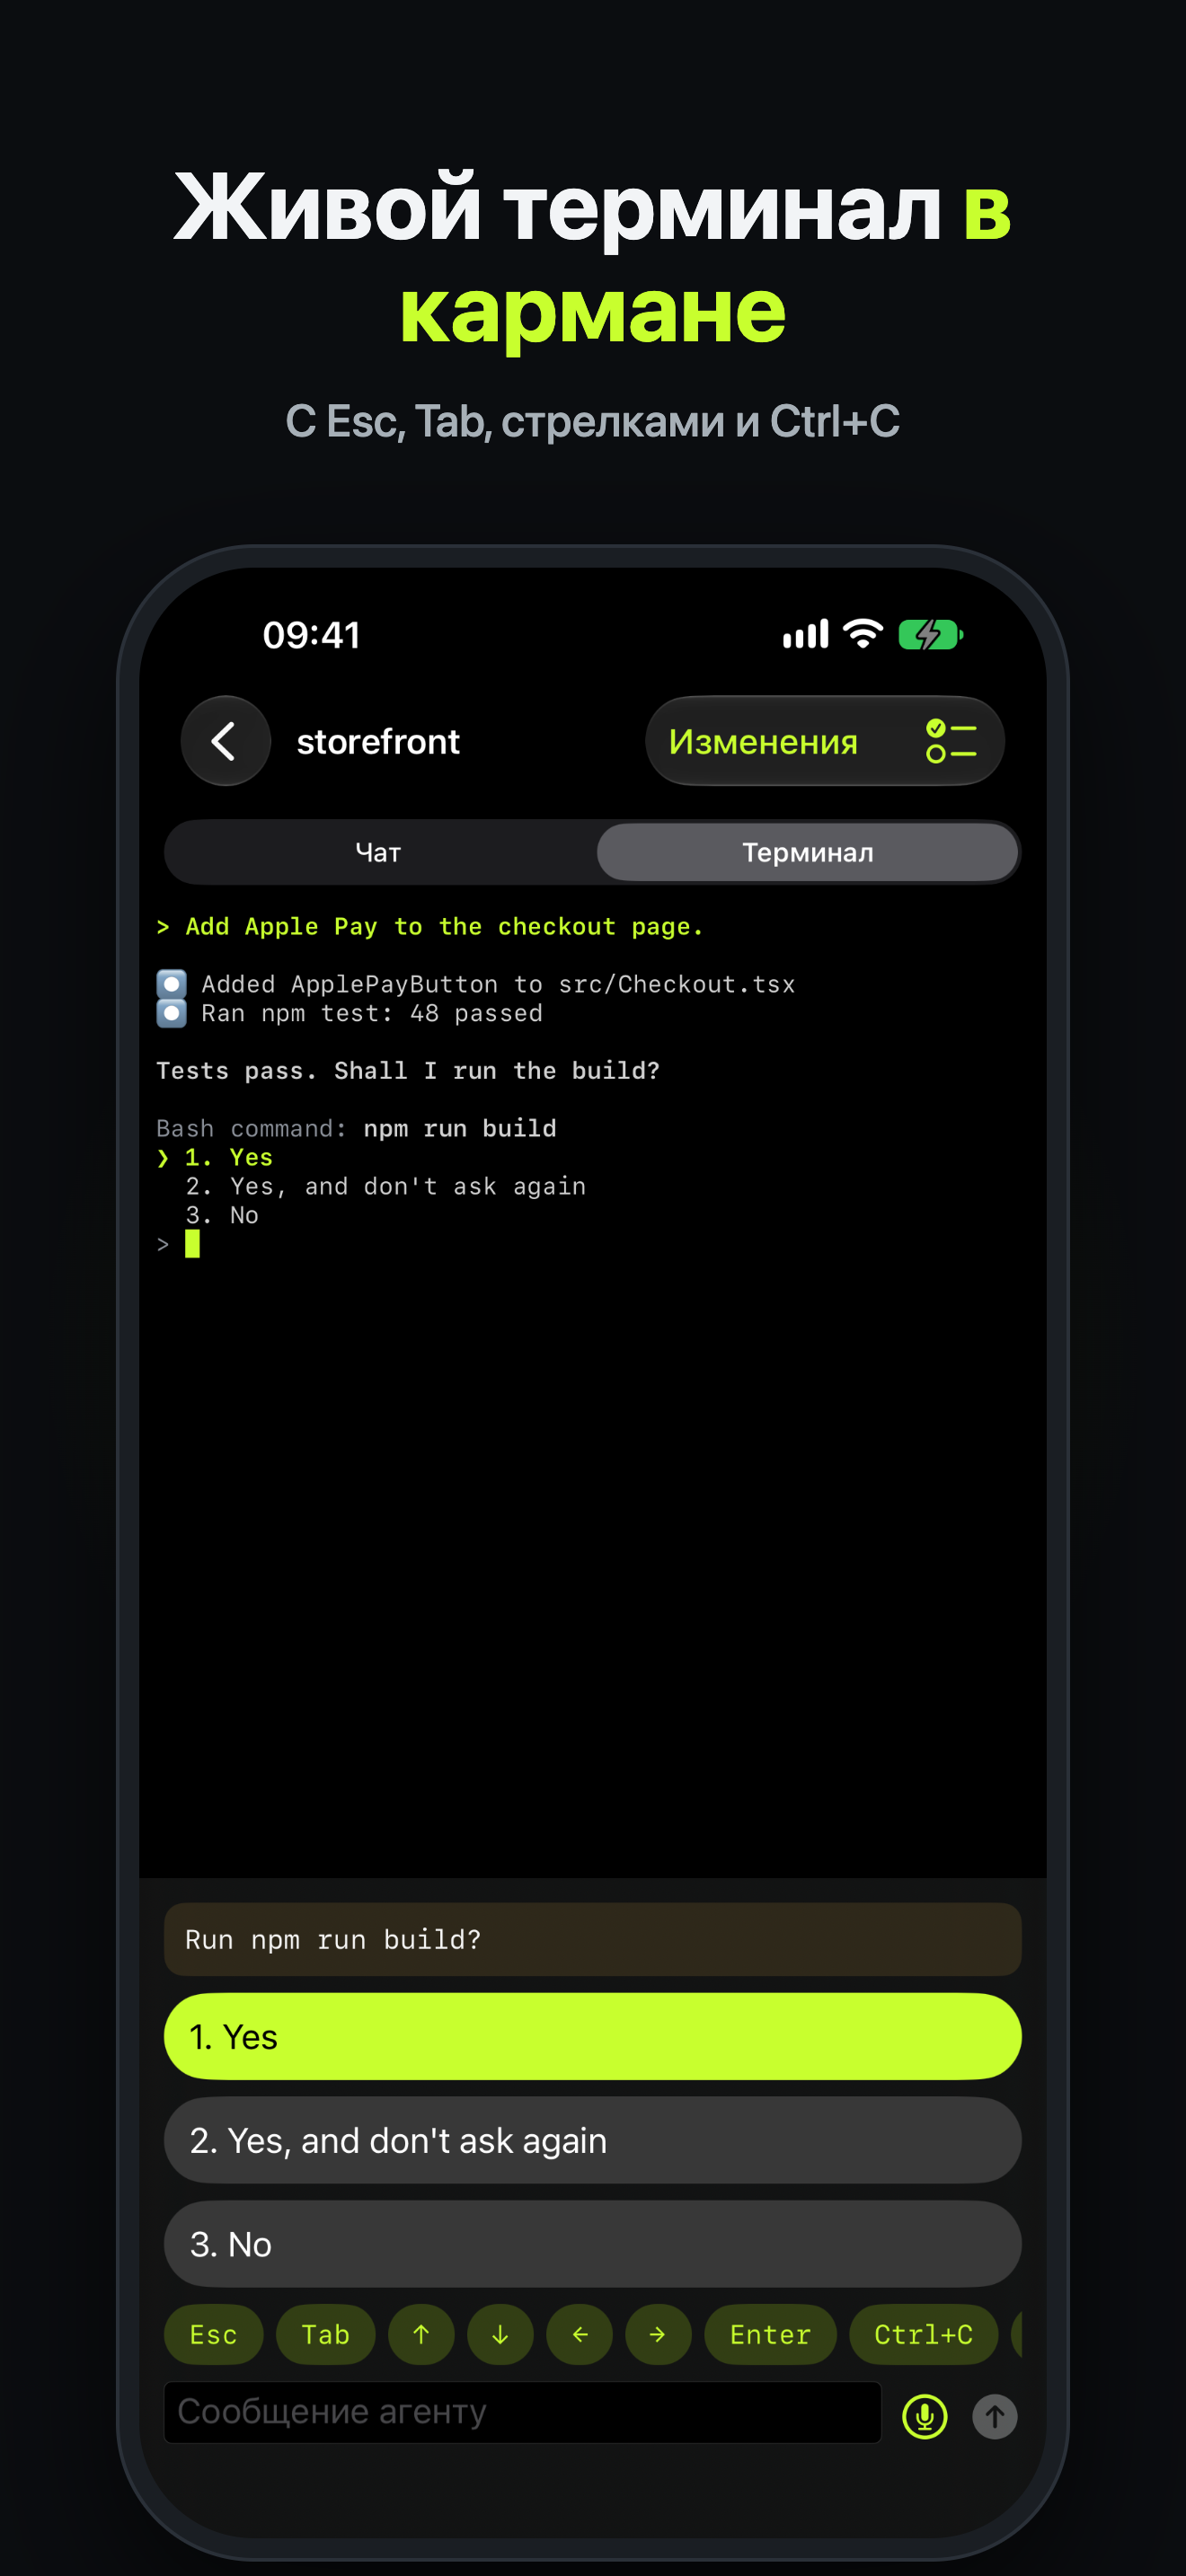 Живой терминал в
кармане
С Esc, Tab, стрелками и Ctrl+C
09:41
storefront
Изменения
Чат
Терминал
> Add Apple Pay to the checkout page.
Added ApplePayButton to src/Checkout.tsx
Ran npm test: 48 passed
Tests pass. Shall I run the build?
Bash command: npm run build
❯ 1. Yes
2. Yes, and don't ask again
3. No
>
Run npm run build?
1. Yes
2. Yes, and don't ask again
3. No
Esc Tab ↑ ↓ ← → Enter Ctrl+C
Сообщение агенту